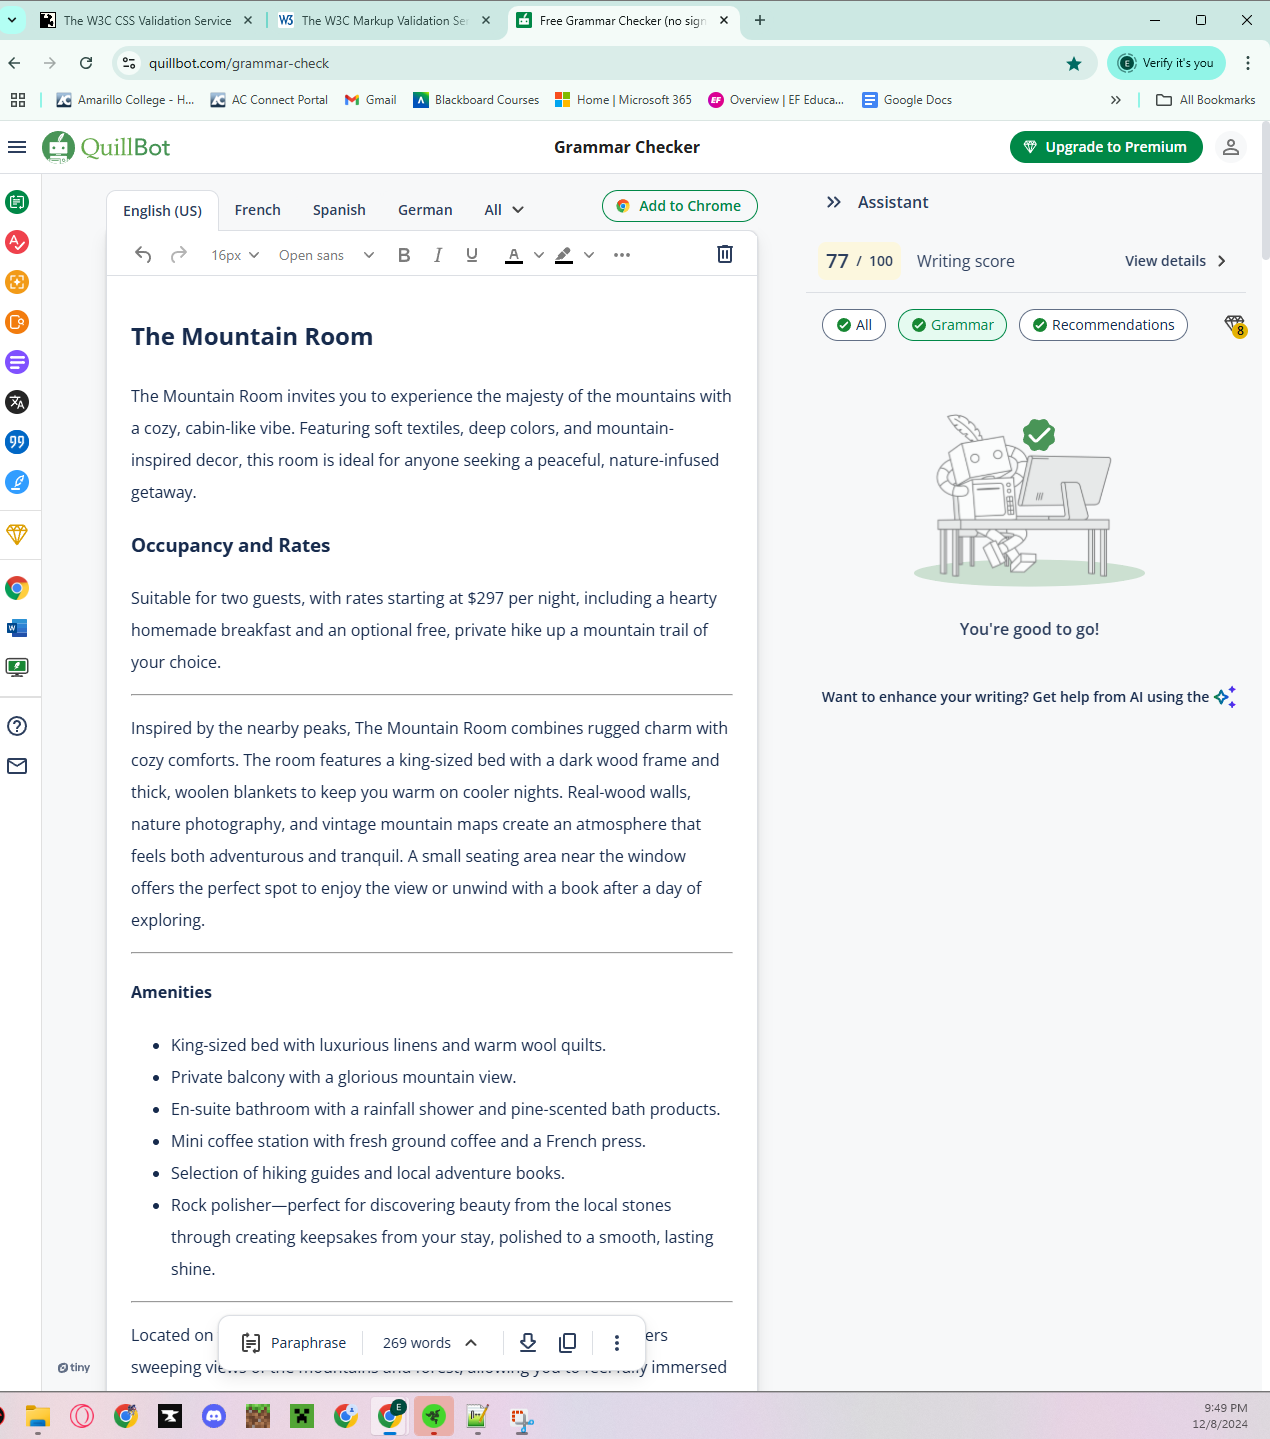 The W3C CSS Validation Service
The W3C Markup Validation Se
Free Grammar Checker (no sign
quillbot.com/grammar-check
E
Verify it's you
Amarillo College - H...
AC Connect Portal
Gmail
Blackboard Courses
Home | Microsoft 365
Overview | EF Educa...
Google Docs
All Bookmarks
QuillBot
Grammar Checker
Upgrade to Premium
English (US)
French
Spanish
German
All
Add to Chrome
Assistant
16px
Open sans
B
I
U
A
77 / 100
Writing score
View details
All
Grammar
Recommendations
8
The Mountain Room
The Mountain Room invites you to experience the majesty of the mountains with
a cozy, cabin-like vibe. Featuring soft textiles, deep colors, and mountain-
inspired decor, this room is ideal for anyone seeking a peaceful, nature-infused
getaway.
Occupancy and Rates
Suitable for two guests, with rates starting at $297 per night, including a hearty
homemade breakfast and an optional free, private hike up a mountain trail of
your choice.
You're good to go!
Want to enhance your writing? Get help from AI using the
Inspired by the nearby peaks, The Mountain Room combines rugged charm with
cozy comforts. The room features a king-sized bed with a dark wood frame and
thick, woolen blankets to keep you warm on cooler nights. Real-wood walls,
nature photography, and vintage mountain maps create an atmosphere that
feels both adventurous and tranquil. A small seating area near the window
offers the perfect spot to enjoy the view or unwind with a book after a day of
exploring.
Amenities
King-sized bed with luxurious linens and warm wool quilts.
Private balcony with a glorious mountain view.
En-suite bathroom with a rainfall shower and pine-scented bath products.
Mini coffee station with fresh ground coffee and a French press.
Selection of hiking guides and local adventure books.
Rock polisher—perfect for discovering beauty from the local stones
through creating keepsakes from your stay, polished to a smooth, lasting
shine.
Located on
ers
Paraphrase
269 words
sweeping views of the mountains and forest, allowing you to feel fully immersed
tiny
9:49 PM
12/8/2024